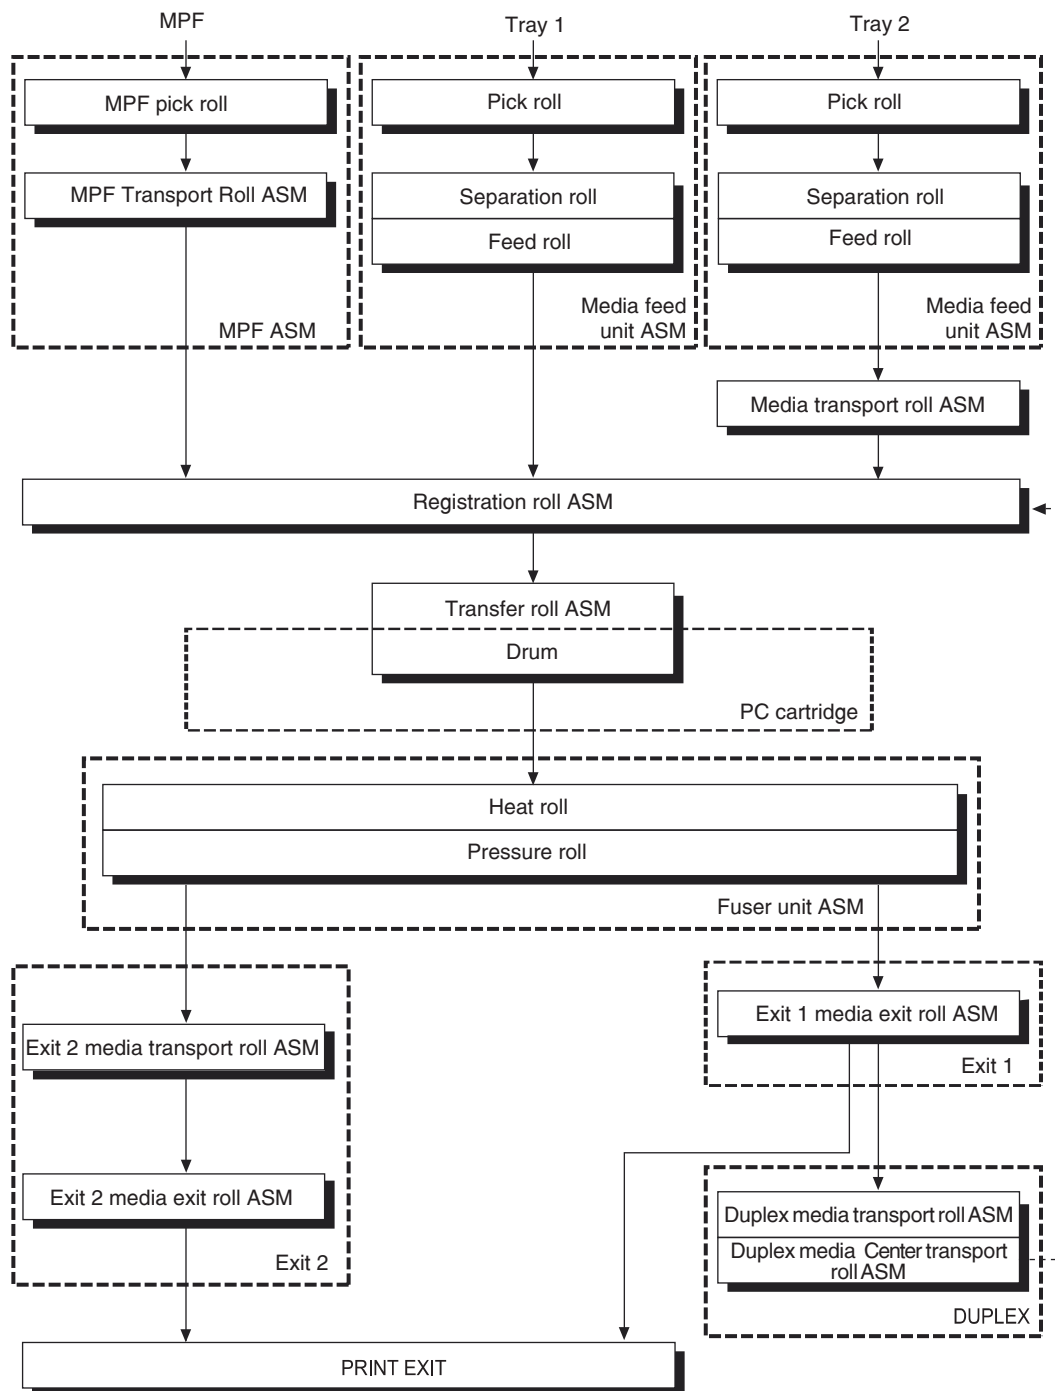 MPF
Tray 1
Tray 2
MPF pick roll
Pick roll
Pick roll
MPF Transport Roll ASM
Separation roll
Feed roll
Separation roll
Feed roll
MPF ASM
Media feed
unit ASM
Media feed
unit ASM
Media transport roll ASM
Registration roll ASM
Transfer roll ASM
Drum
PC cartridge
Heat roll
Pressure roll
Fuser unit ASM
Exit 2 media transport roll ASM
Exit 1 media exit roll ASM
Exit 1
Exit 2 media exit roll ASM
Exit 2
Duplex media transport roll ASM
Duplex media Center transport
roll ASM
DUPLEX
PRINT EXIT